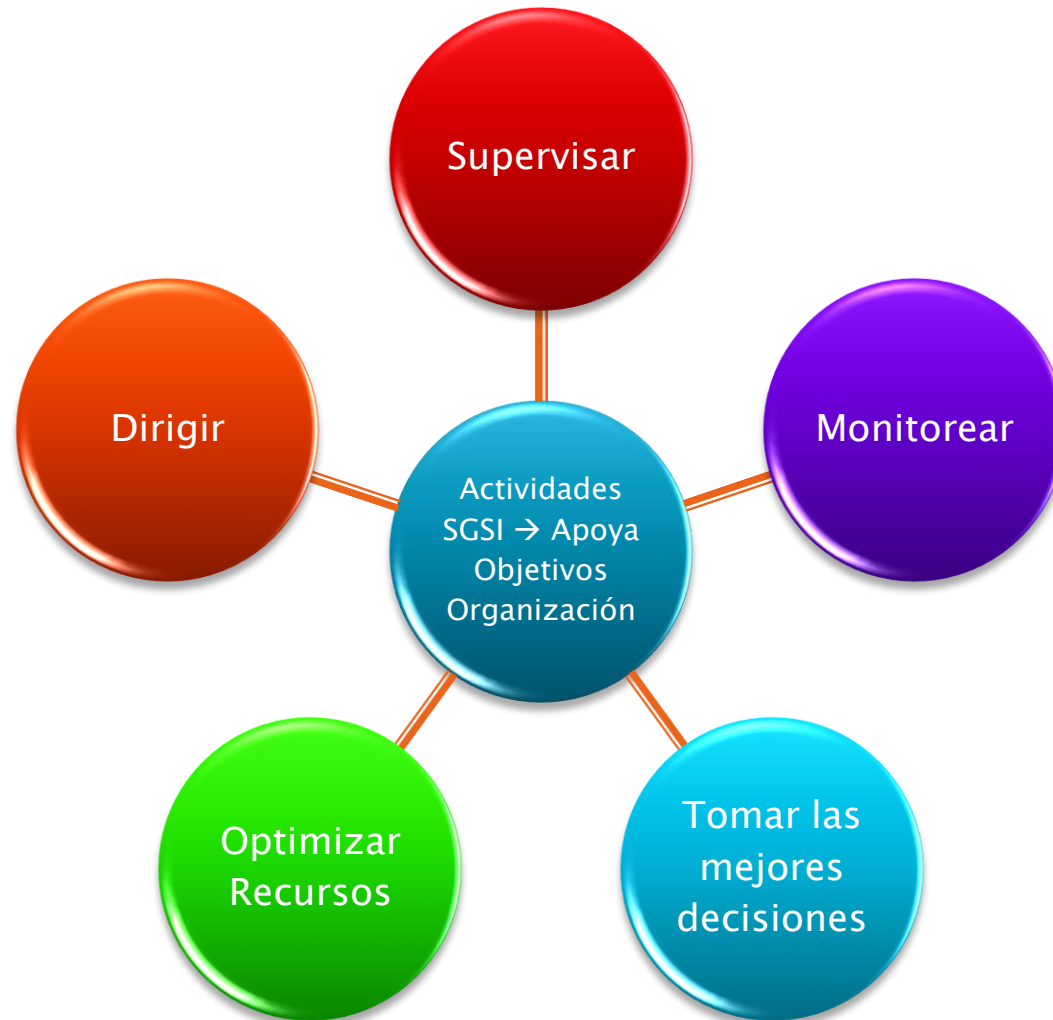 Supervisar
Dirigir
Monitorear
Actividades
SGSI → Apoya
Objetivos
Organización
Optimizar
Recursos
Tomar las
mejores
decisiones